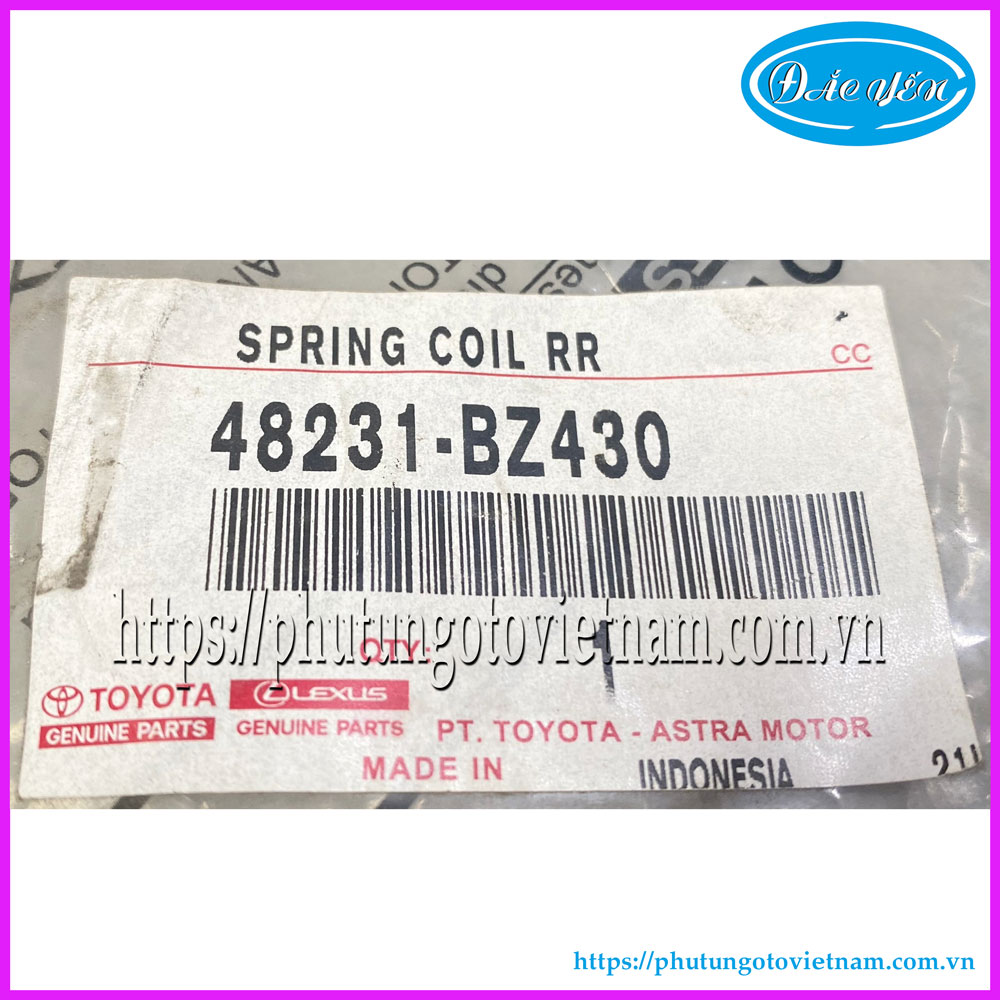 ĐẮC YẾN
SPRING COIL RR
CC
48231-BZ430
https://phutungotovietnam.com.vn
QTY: 1
TOYOTA LEXUS
GENUINE PARTS GENUINE PARTS PT. TOYOTA - ASTRA MOTOR
MADE IN INDONESIA
https://phutungotovietnam.com.vn